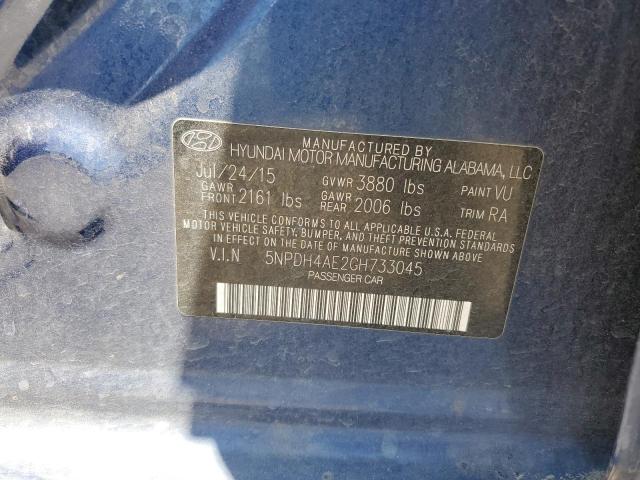 MANUFACTURED BY
HYUNDAI MOTOR MANUFACTURING ALABAMA, LLC
Jul/24/15 GVWR 3880 lbs PAINT VU
GAWR FRONT 2161 lbs GAWR REAR 2006 lbs TRIM RA
THIS VEHICLE CONFORMS TO ALL APPLICABLE U.S.A. FEDERAL
MOTOR VEHICLE SAFETY, BUMPER, AND THEFT PREVENTION STANDARDS
IN EFFECT ON THE DATE OF MANUFACTURE SHOWN ABOVE
V.I.N 5NPDH4AE2GH733045
PASSENGER CAR